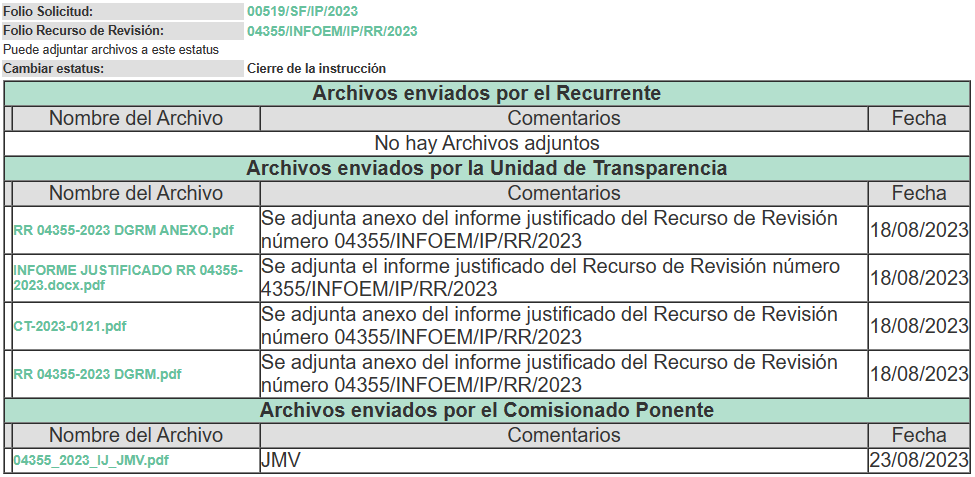 Folio Solicitud: 00519/SF/IP/2023
Folio Recurso de Revisión: 04355/INFOEM/IP/RR/2023
Puede adjuntar archivos a este estatus
Cambiar estatus: Cierre de la instrucción
Archivos enviados por el Recurrente
Nombre del Archivo Comentarios Fecha
No hay Archivos adjuntos
Archivos enviados por la Unidad de Transparencia
Nombre del Archivo Comentarios Fecha
RR 04355-2023 DGRM ANEXO.pdf
Se adjunta anexo del informe justificado del Recurso de Revisión
número 04355/INFOEM/IP/RR/2023
18/08/2023
INFORME JUSTIFICADO RR 04355-
2023.docx.pdf
Se adjunta el informe justificado del Recurso de Revisión número
4355/INFOEM/IP/RR/2023
18/08/2023
CT-2023-0121.pdf
Se adjunta anexo del informe justificado del Recurso de Revisión
número 04355/INFOEM/IP/RR/2023
18/08/2023
RR 04355-2023 DGRM.pdf
Se adjunta anexo del informe justificado del Recurso de Revisión
número 04355/INFOEM/IP/RR/2023
18/08/2023
Archivos enviados por el Comisionado Ponente
Nombre del Archivo Comentarios Fecha
04355_2023_IJ_JMV.pdf JMV 23/08/2023